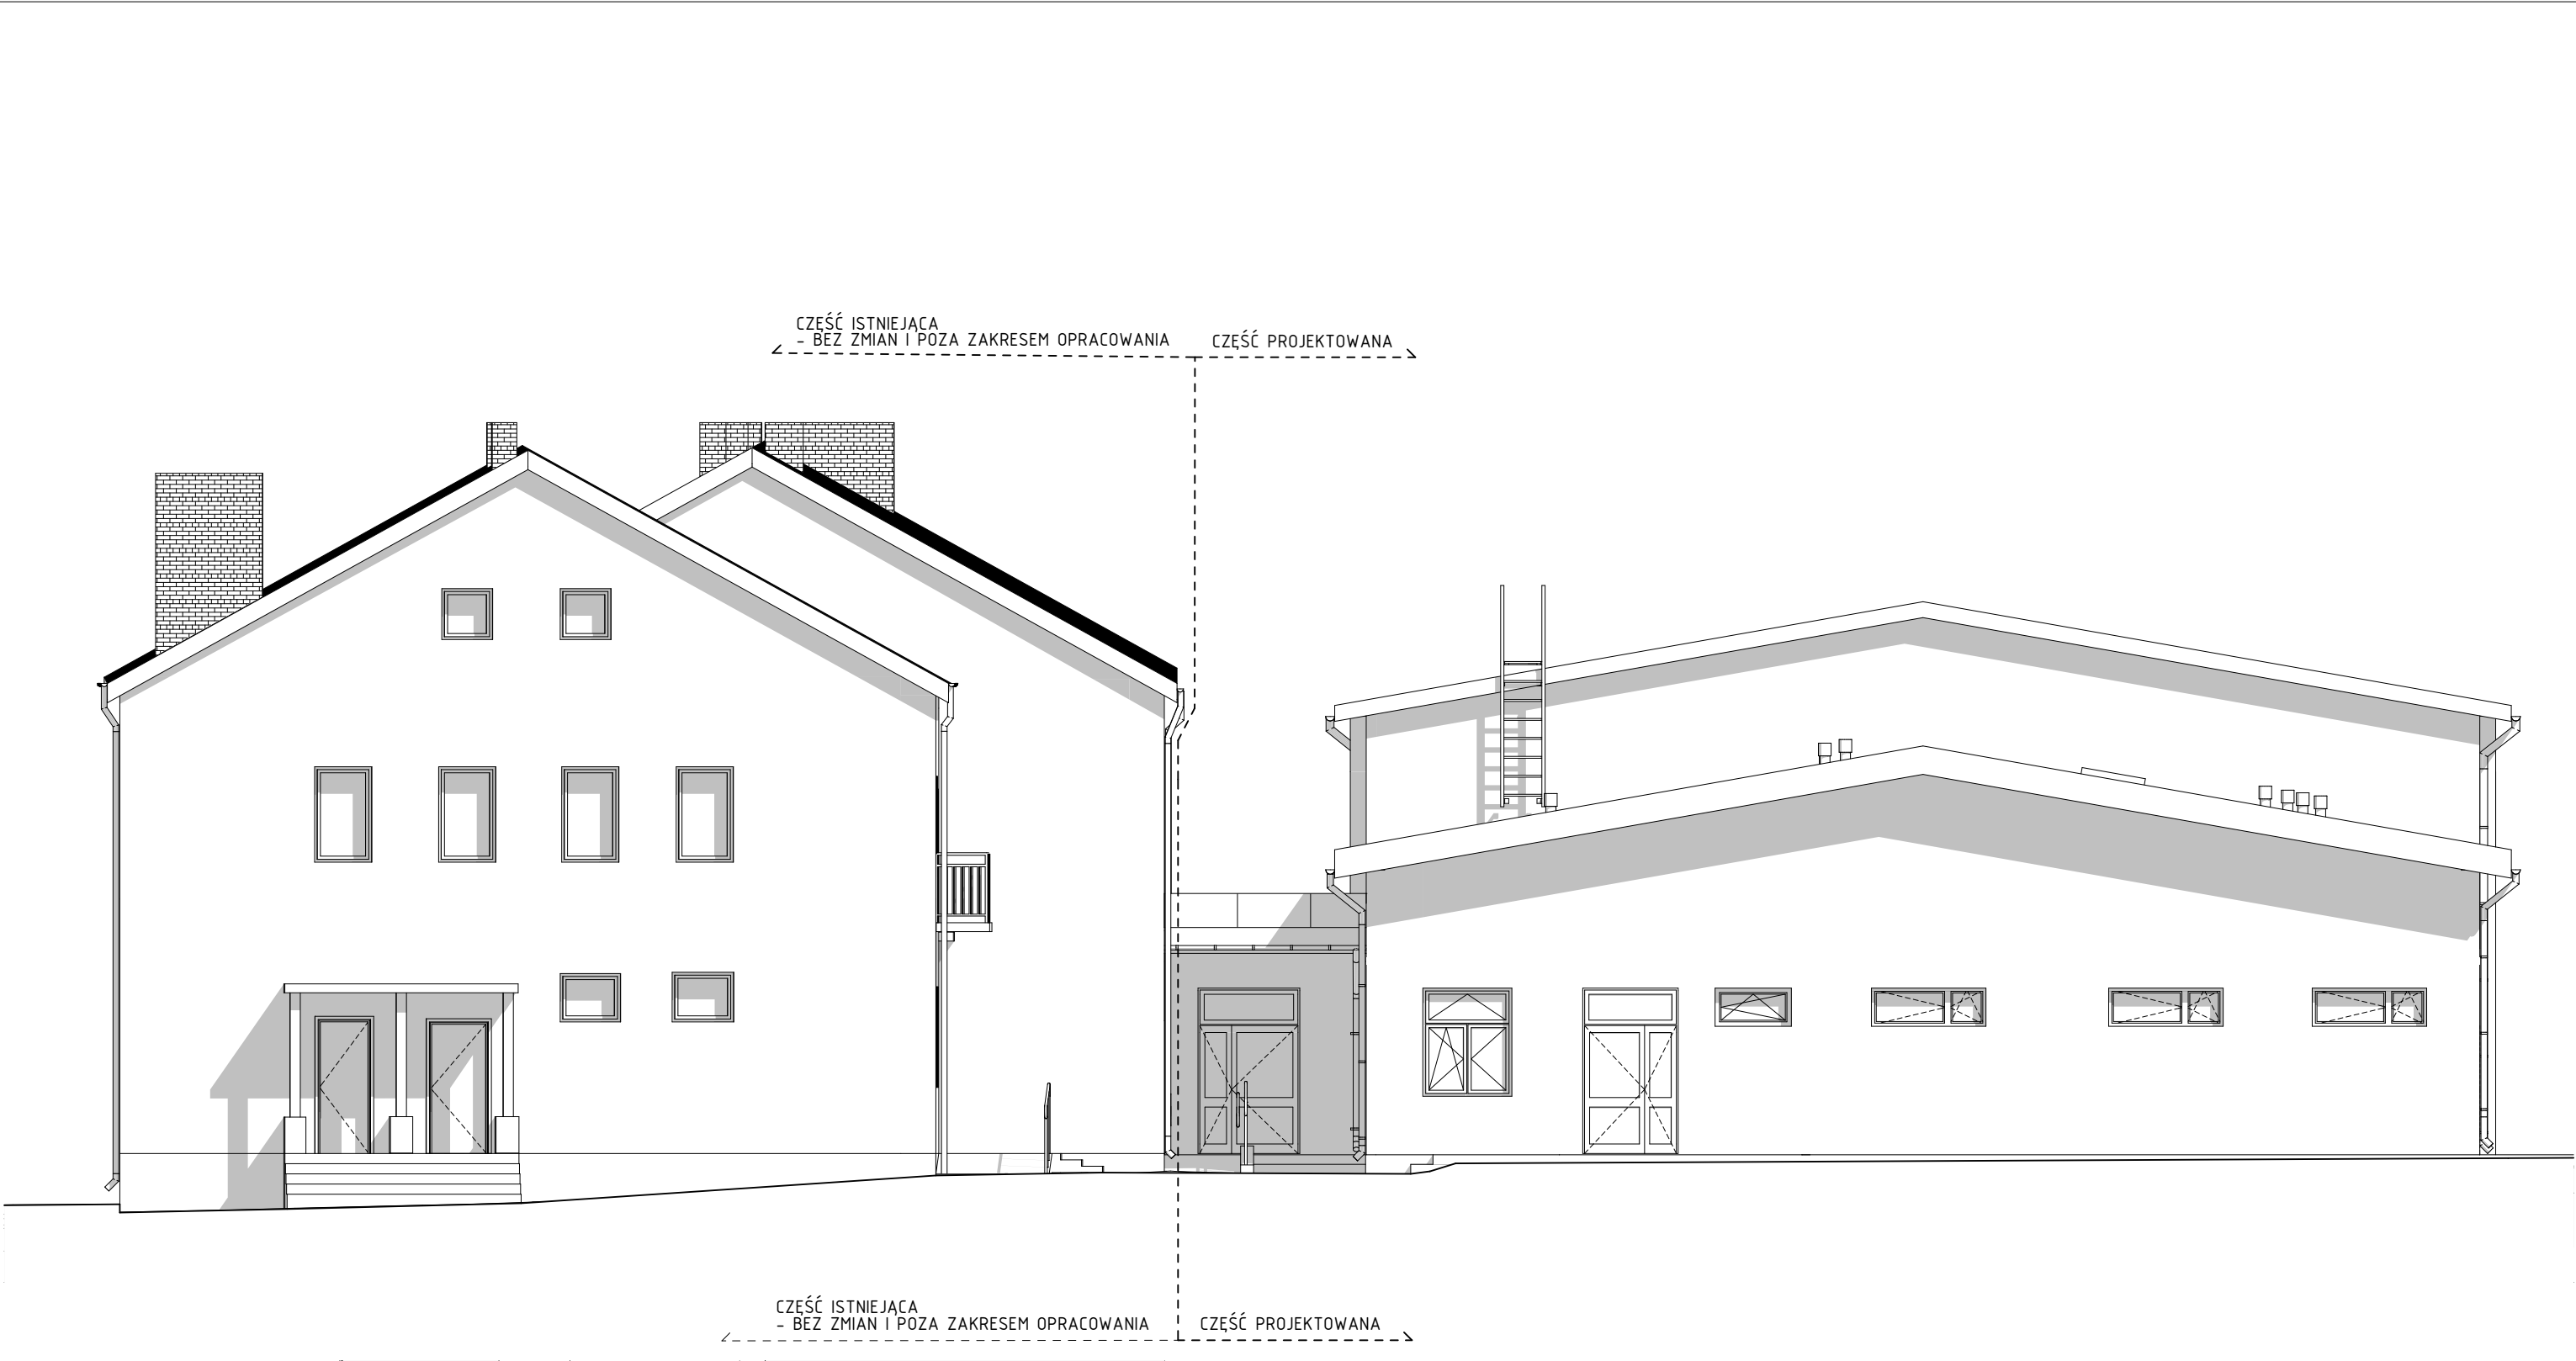 CZĘŚĆ ISTNIEJĄCA
- BEZ ZMIAN I POZA ZAKRESEM OPRACOWANIA
CZĘŚĆ PROJEKTOWANA
CZĘŚĆ ISTNIEJĄCA
- BEZ ZMIAN I POZA ZAKRESEM OPRACOWANIA
CZĘŚĆ PROJEKTOWANA